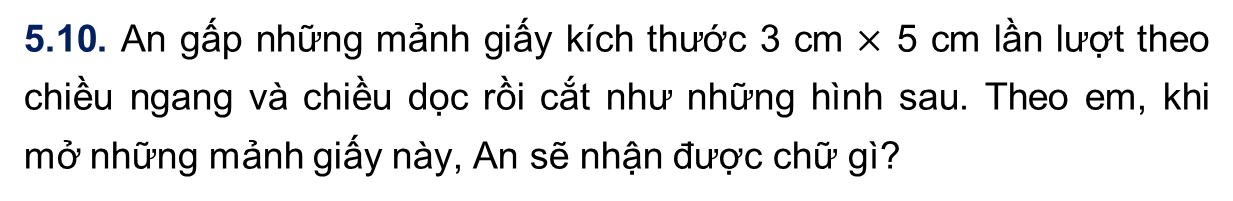 5.10. An gấp những mảnh giấy kích thước 3 cm × 5 cm lần lượt theo
chiều ngang và chiều dọc rồi cắt như những hình sau. Theo em, khi
mở những mảnh giấy này, An sẽ nhận được chữ gì?